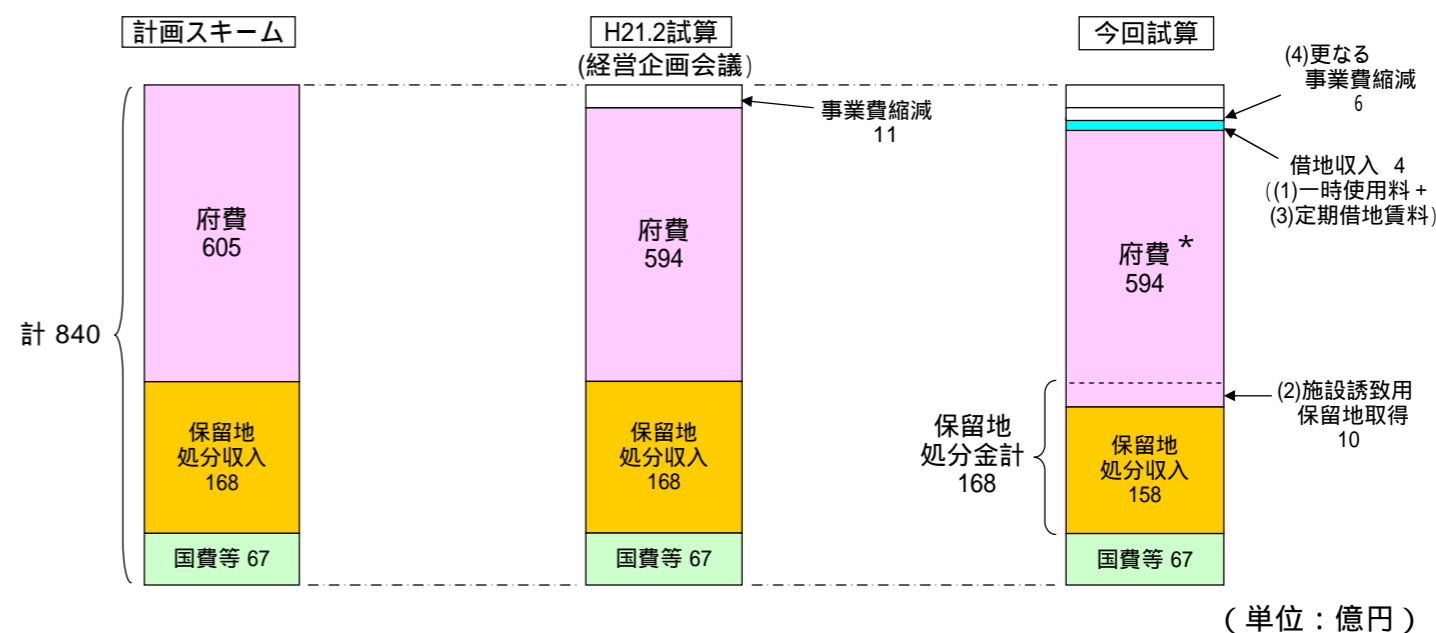 計画スキーム
H21.2試算
(経営企画会議)
今回試算
計 840
府費
605
保留地
処分収入
168
国費等 67
事業費縮減
11
府費
594
保留地
処分収入
168
国費等 67
(4)更なる
事業費縮減
6
借地収入 4
((1)一時使用料+
(3)定期借地賃料)
府費*
594
(2)施設誘致用
保留地取得
10
保留地
処分金計
168
保留地
処分収入
158
国費等 67
(単位:億円)